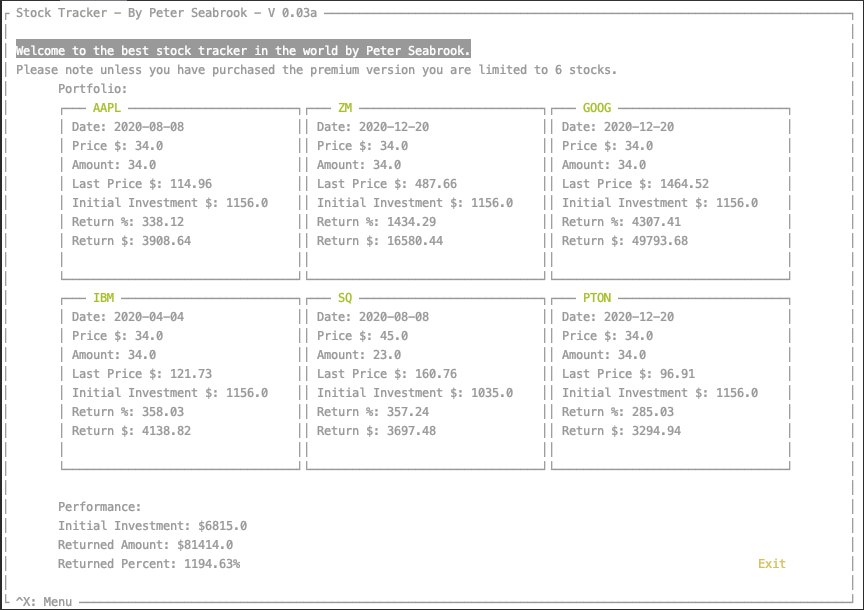 Stock Tracker - By Peter Seabrook - V 0.03a
Welcome to the best stock tracker in the world by Peter Seabrook.
Please note unless you have purchased the premium version you are limited to 6 stocks.
Portfolio:
AAPL
Date: 2020-08-08
Price $: 34.0
Amount: 34.0
Last Price $: 114.96
Initial Investment $: 1156.0
Return %: 338.12
Return $: 3908.64
ZM
Date: 2020-12-20
Price $: 34.0
Amount: 34.0
Last Price $: 487.66
Initial Investment $: 1156.0
Return %: 1434.29
Return $: 16580.44
GOOG
Date: 2020-12-20
Price $: 34.0
Amount: 34.0
Last Price $: 1464.52
Initial Investment $: 1156.0
Return %: 4307.41
Return $: 49793.68
IBM
Date: 2020-04-04
Price $: 34.0
Amount: 34.0
Last Price $: 121.73
Initial Investment $: 1156.0
Return %: 358.03
Return $: 4138.82
SQ
Date: 2020-08-08
Price $: 45.0
Amount: 23.0
Last Price $: 160.76
Initial Investment $: 1035.0
Return %: 357.24
Return $: 3697.48
PTON
Date: 2020-12-20
Price $: 34.0
Amount: 34.0
Last Price $: 96.91
Initial Investment $: 1156.0
Return %: 285.03
Return $: 3294.94
Performance:
Initial Investment: $6815.0
Returned Amount: $81414.0
Returned Percent: 1194.63%
Exit
^X: Menu